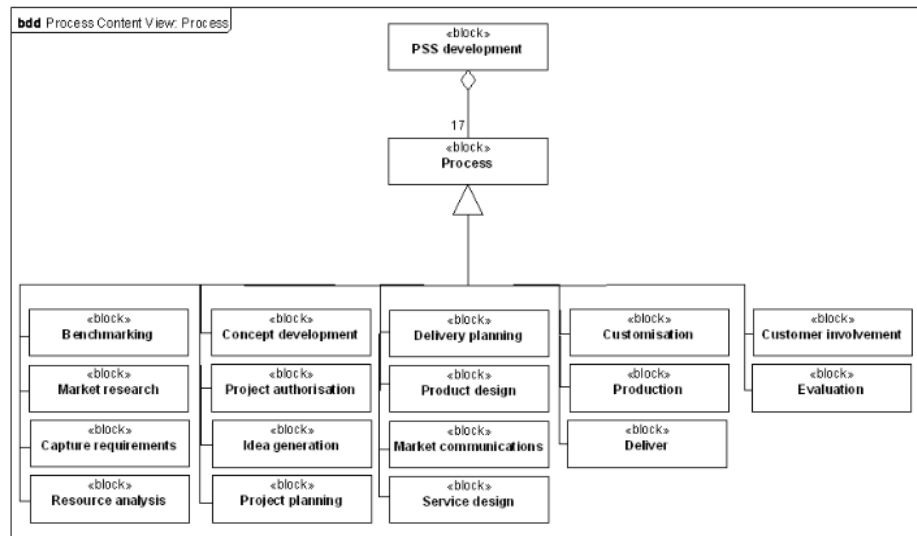 bdd Process Content View: Process
«block»
PSS development
17
«block»
Process
«block»
Benchmarking
«block»
Market research
«block»
Capture requirements
«block»
Resource analysis
«block»
Concept development
«block»
Project authorisation
«block»
Idea generation
«block»
Project planning
«block»
Delivery planning
«block»
Product design
«block»
Market communications
«block»
Service design
«block»
Customisation
«block»
Production
«block»
Deliver
«block»
Customer involvement
«block»
Evaluation